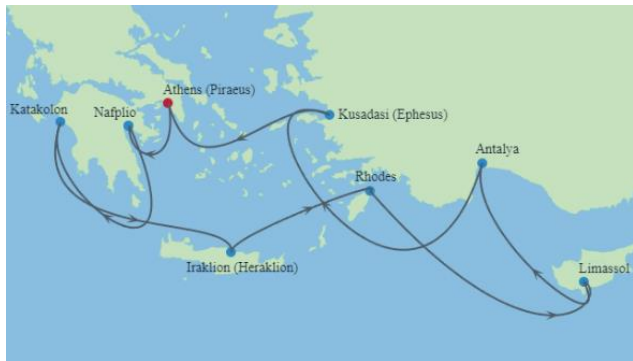 Athens (Piraeus)
Katakolon
Nafplio
Kusadasi (Ephesus)
Antalya
Rhodes
Iraklion (Heraklion)
Limassol